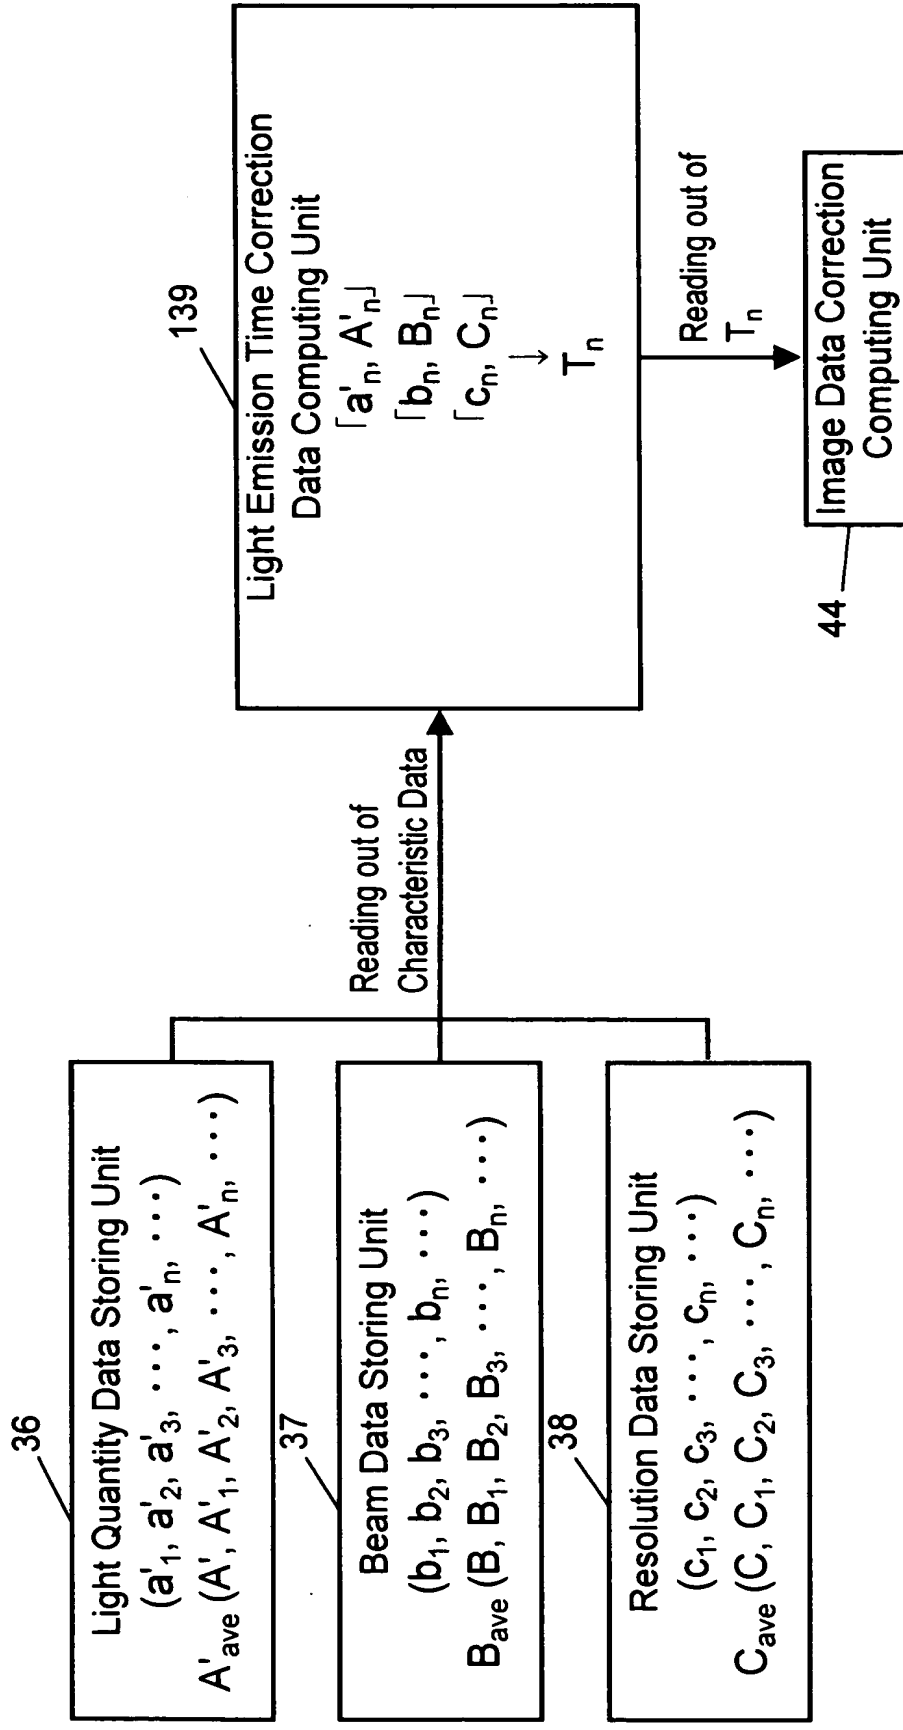 36
Light Quantity Data Storing Unit
(a'1, a'2, a'3, ···, a'n, ···)
A'ave (A', A'1, A'2, A'3, ···, A'n, ···)
37
Beam Data Storing Unit
(b1, b2, b3, ···, bn, ···)
Bave (B, B1, B2, B3, ···, Bn, ···)
38
Resolution Data Storing Unit
(c1, c2, c3, ···, cn, ···)
Cave (C, C1, C2, C3, ···, Cn, ···)
Reading out of
Characteristic Data
139
Light Emission Time Correction
Data Computing Unit
｢a'n, A'n｣
｢bn, Bn｣
｢cn, Cn｣
↓
Tn
Reading out of
Tn
44
Image Data Correction
Computing Unit